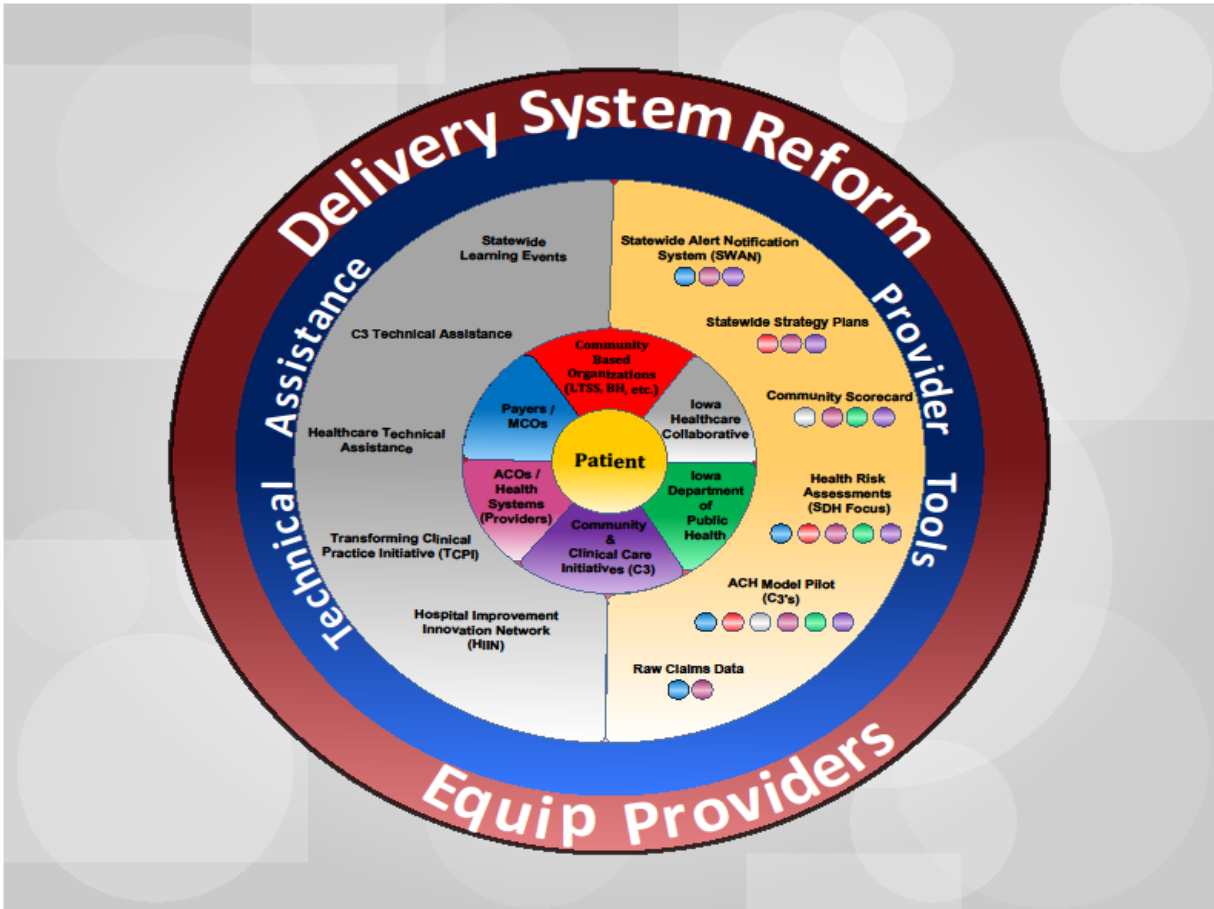 Delivery System Reform
Technical Assistance
Provider Tools
Equip Providers
Statewide
Learning Events
C3 Technical Assistance
Healthcare Technical
Assistance
Transforming Clinical
Practice Initiative (TCPI)
Hospital Improvement
Innovation Network
(HIIN)
Statewide Alert Notification
System (SWAN)
Statewide Strategy Plans
Community Scorecard
Health Risk
Assessments
(SDH Focus)
ACH Model Pilot
(C3's)
Raw Claims Data
Community
Based
Organizations
(LTSS, BH, etc.)
Payers /
MCOs
Iowa
Healthcare
Collaborative
Patient
ACOs /
Health
Systems
(Providers)
Iowa
Department
of
Public
Health
Community
&
Clinical Care
Initiatives (C3)